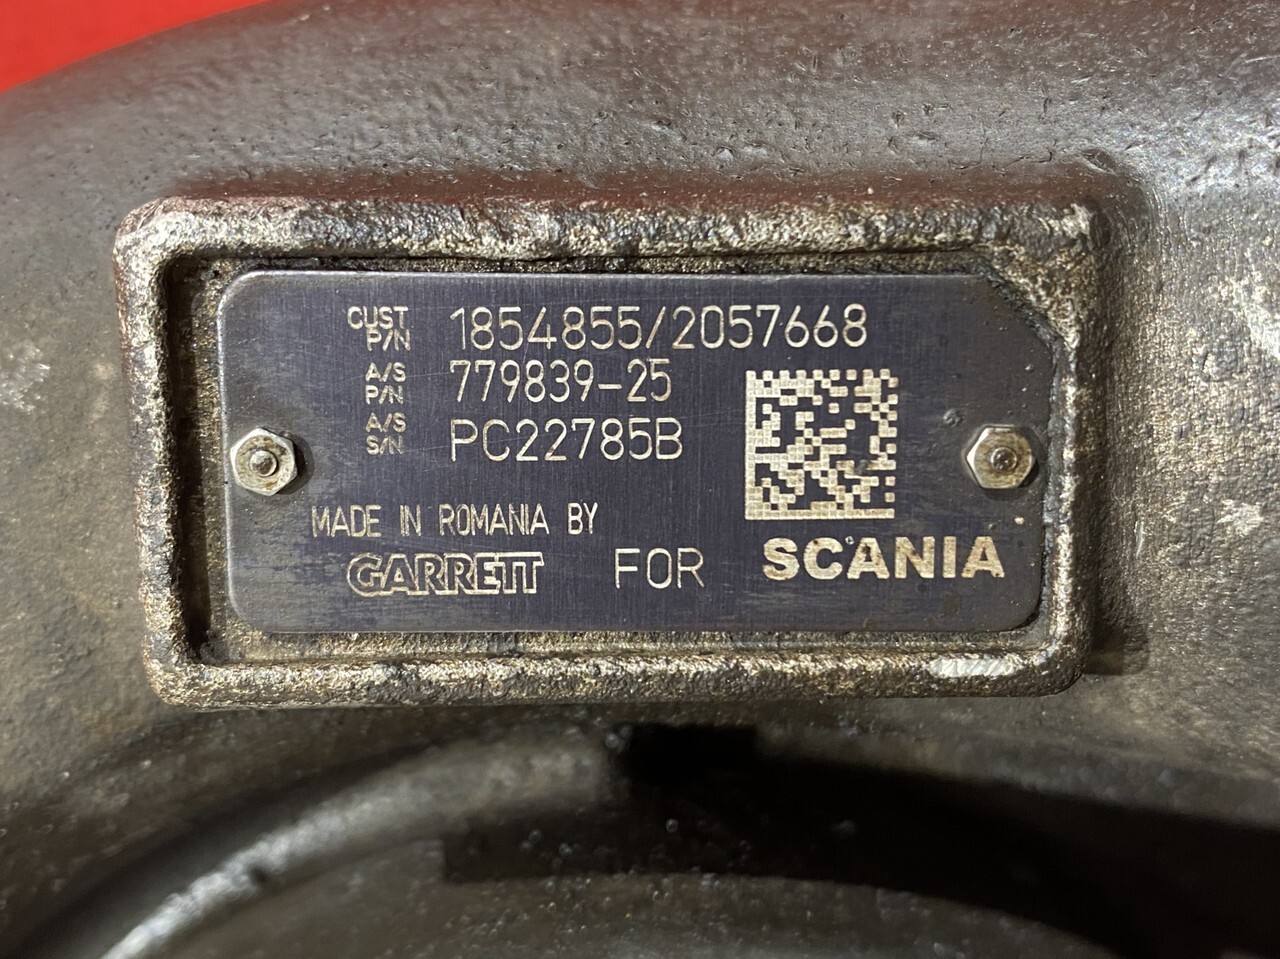 CUST P/N 1854855/2057668
A/S P/N 779839-25
A/S S/N PC22785B
MADE IN ROMANIA BY
GARRETT FOR SCANIA